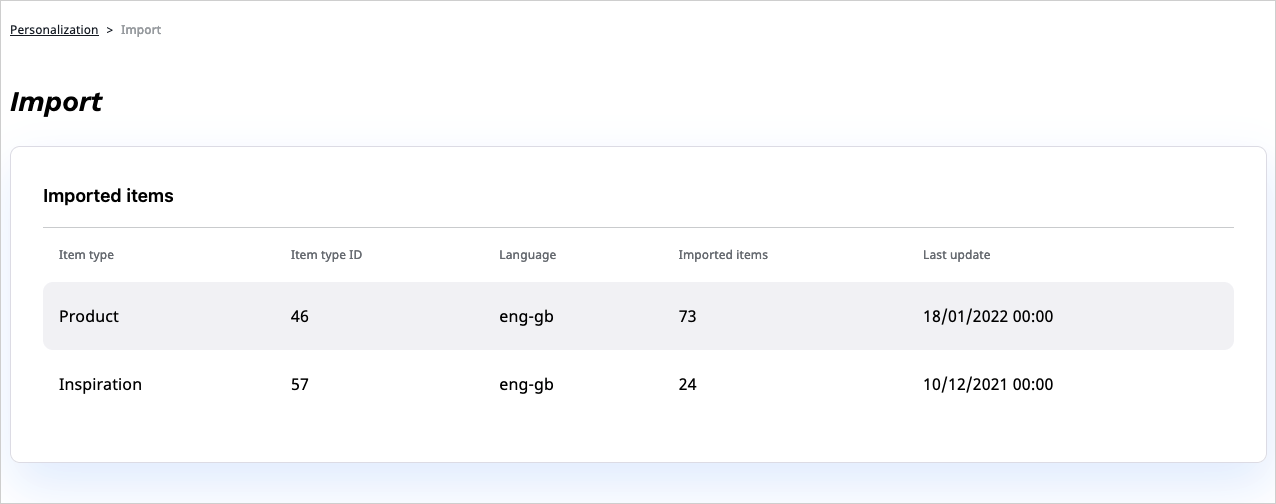 Personalization > Import
Import
Imported items
Item type Item type ID Language Imported items Last update
Product 46 eng-gb 73 18/01/2022 00:00
Inspiration 57 eng-gb 24 10/12/2021 00:00